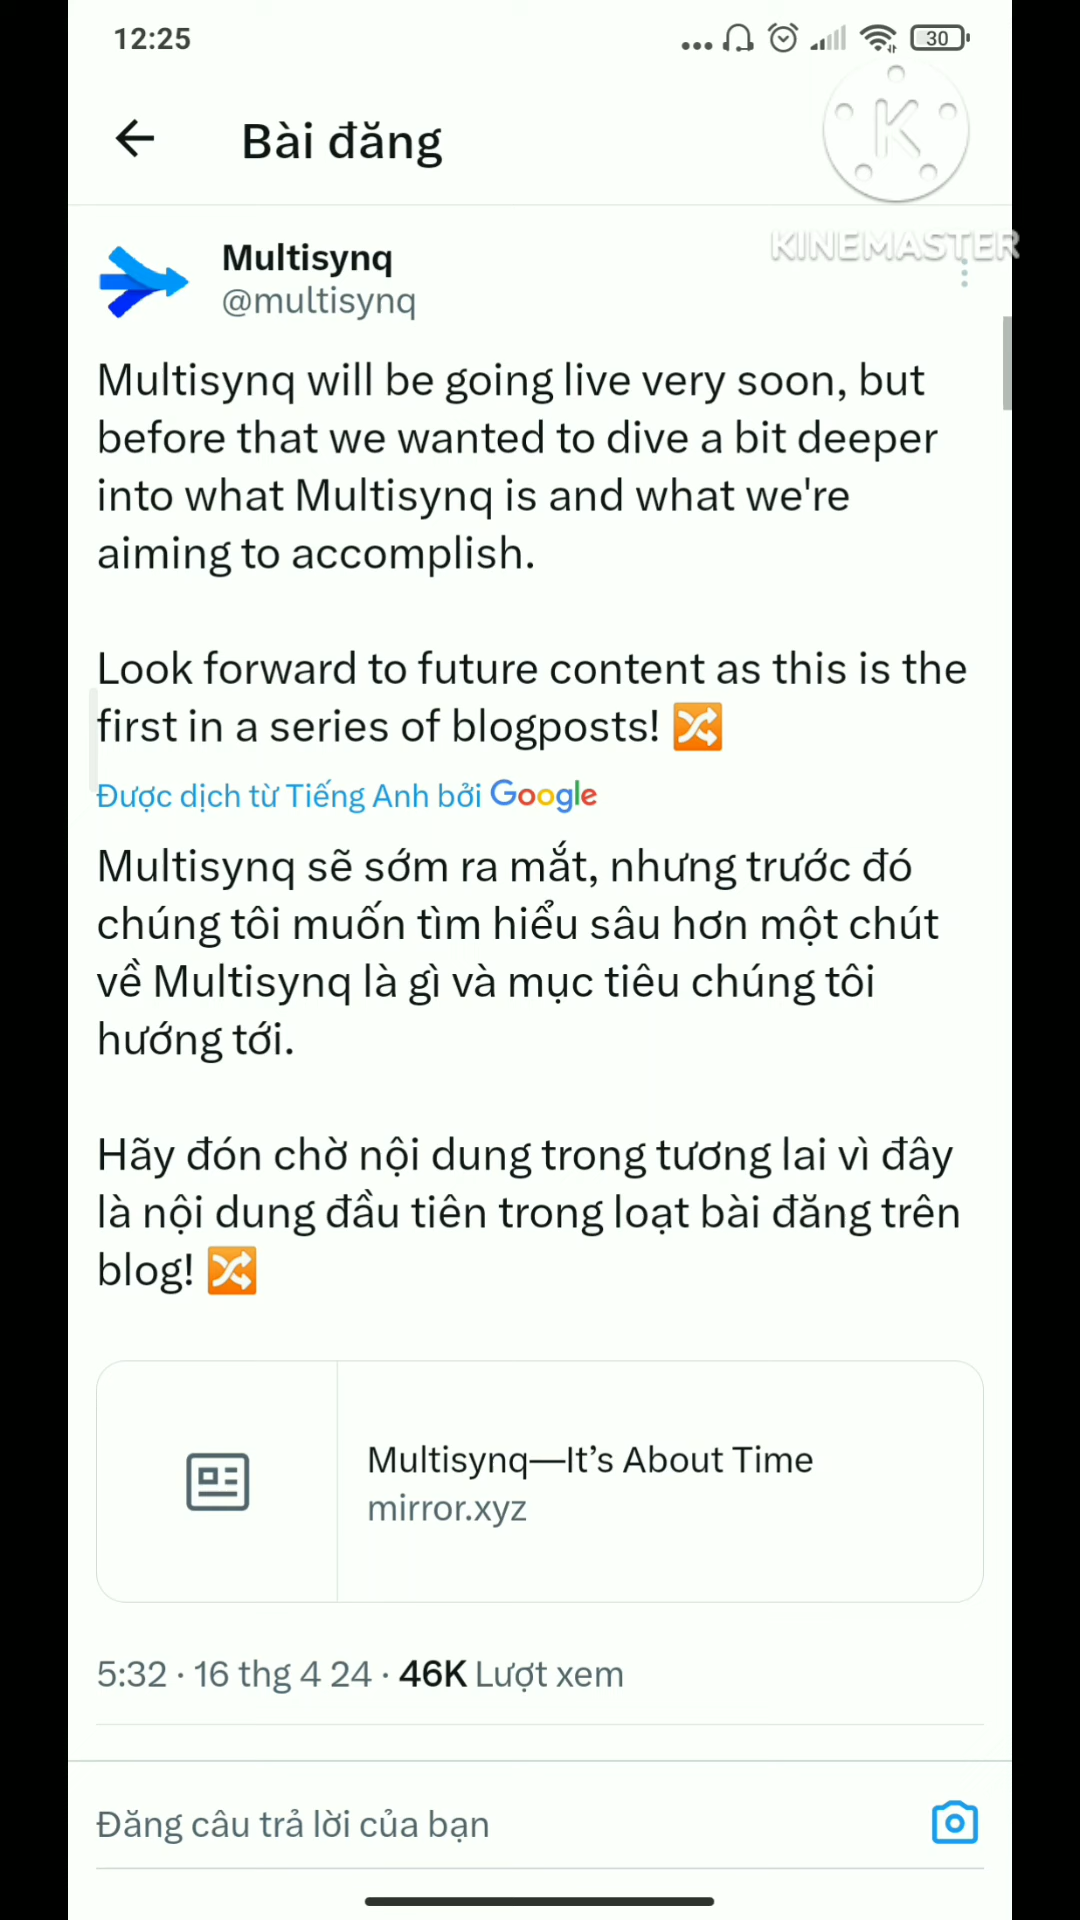 12:25
30
Bài đăng
K
KINEMASTER
Multisynq
@multisynq
Multisynq will be going live very soon, but
before that we wanted to dive a bit deeper
into what Multisynq is and what we're
aiming to accomplish.
Look forward to future content as this is the
first in a series of blogposts! 🔀
Được dịch từ Tiếng Anh bởi Google
Multisynq sẽ sớm ra mắt, nhưng trước đó
chúng tôi muốn tìm hiểu sâu hơn một chút
về Multisynq là gì và mục tiêu chúng tôi
hướng tới.
Hãy đón chờ nội dung trong tương lai vì đây
là nội dung đầu tiên trong loạt bài đăng trên
blog! 🔀
Multisynq—It’s About Time
mirror.xyz
5:32 · 16 thg 4 24 · 46K Lượt xem
Đăng câu trả lời của bạn